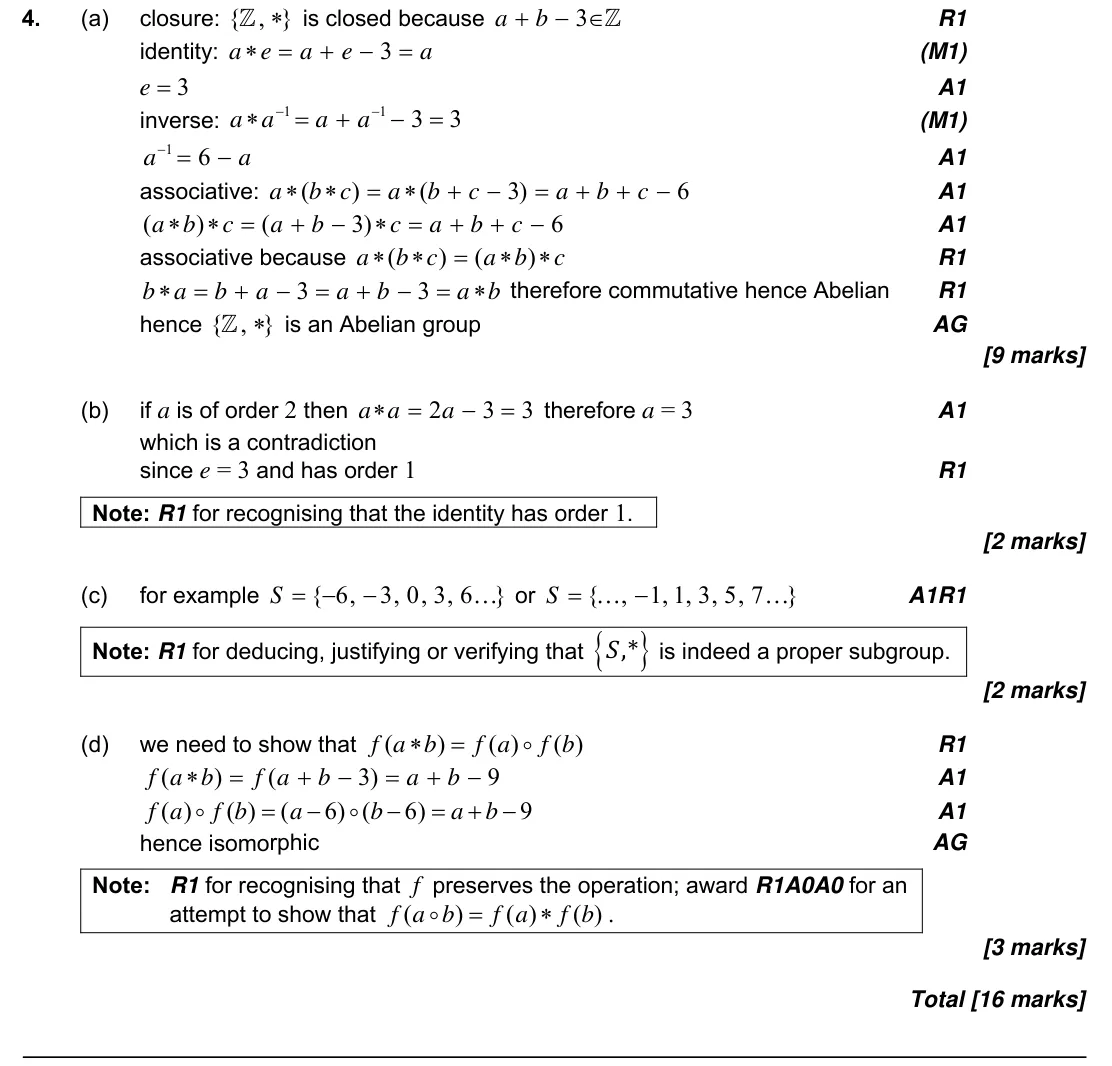 4. (a) closure: {ℤ, ∗} is closed because a + b − 3∈ℤ R1
identity: a ∗ e = a + e − 3 = a (M1)
e = 3 A1
inverse: a ∗ a⁻¹ = a + a⁻¹ − 3 = 3 (M1)
a⁻¹ = 6 − a A1
associative: a ∗ (b ∗ c) = a ∗ (b + c − 3) = a + b + c − 6 A1
(a ∗ b) ∗ c = (a + b − 3) ∗ c = a + b + c − 6 A1
associative because a ∗ (b ∗ c) = (a ∗ b) ∗ c R1
b ∗ a = b + a − 3 = a + b − 3 = a ∗ b therefore commutative hence Abelian R1
hence {ℤ, ∗} is an Abelian group AG
[9 marks]
(b) if a is of order 2 then a ∗ a = 2a − 3 = 3 therefore a = 3 A1
which is a contradiction
since e = 3 and has order 1 R1
Note: R1 for recognising that the identity has order 1.
[2 marks]
(c) for example S = {−6, −3, 0, 3, 6…} or S = {…, −1, 1, 3, 5, 7…} A1R1
Note: R1 for deducing, justifying or verifying that {S,*} is indeed a proper subgroup.
[2 marks]
(d) we need to show that f(a ∗ b) = f(a) ∘ f(b) R1
f(a ∗ b) = f(a + b − 3) = a + b − 9 A1
f(a) ∘ f(b) = (a − 6) ∘ (b − 6) = a + b − 9 A1
hence isomorphic AG
Note: R1 for recognising that f preserves the operation; award R1A0A0 for an
attempt to show that f(a ∘ b) = f(a) ∗ f(b) .
[3 marks]
Total [16 marks]